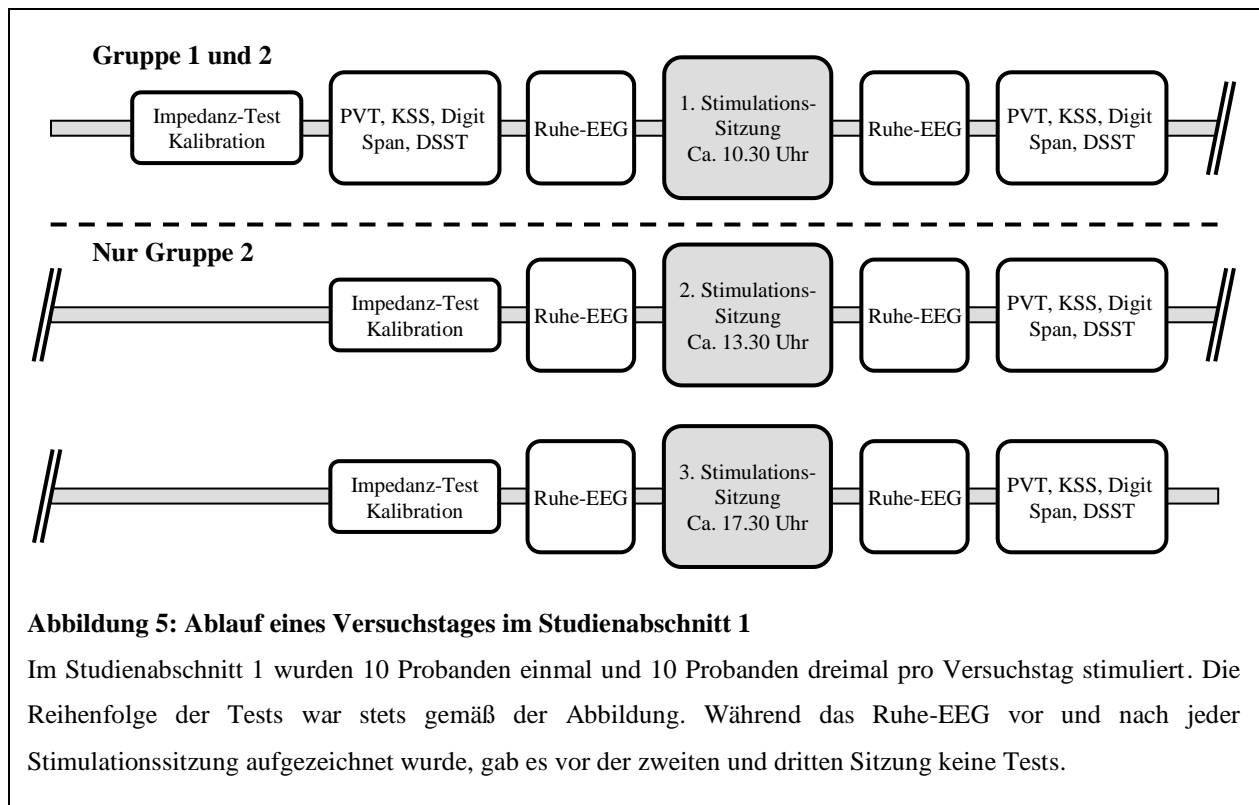 Gruppe 1 und 2
Impedanz-Test
Kalibration
PVT, KSS, Digit
Span, DSST
Ruhe-EEG
1. Stimulations-
Sitzung
Ca. 10.30 Uhr
Ruhe-EEG
PVT, KSS, Digit
Span, DSST
Nur Gruppe 2
Impedanz-Test
Kalibration
Ruhe-EEG
2. Stimulations-
Sitzung
Ca. 13.30 Uhr
Ruhe-EEG
PVT, KSS, Digit
Span, DSST
Impedanz-Test
Kalibration
Ruhe-EEG
3. Stimulations-
Sitzung
Ca. 17.30 Uhr
Ruhe-EEG
PVT, KSS, Digit
Span, DSST
Abbildung 5: Ablauf eines Versuchstages im Studienabschnitt 1
Im Studienabschnitt 1 wurden 10 Probanden einmal und 10 Probanden dreimal pro Versuchstag stimuliert. Die
Reihenfolge der Tests war stets gemäß der Abbildung. Während das Ruhe-EEG vor und nach jeder
Stimulationssitzung aufgezeichnet wurde, gab es vor der zweiten und dritten Sitzung keine Tests.